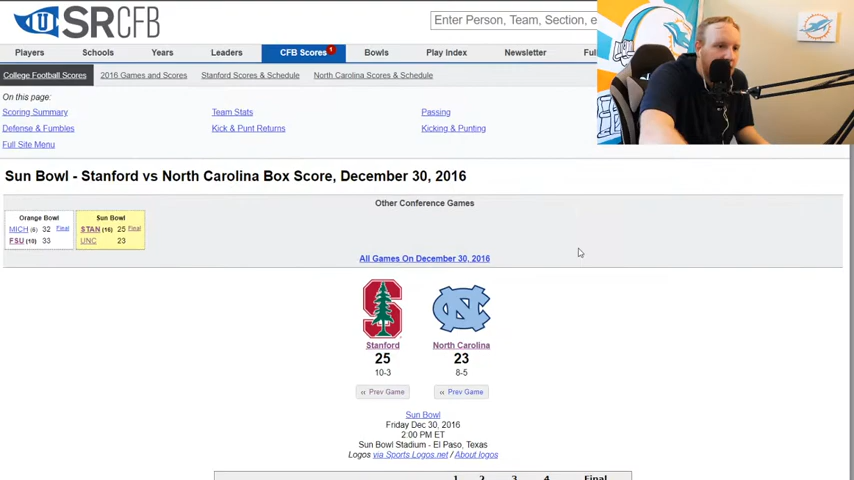 SRCFB
Enter Person, Team, Section, e
Players Schools Years Leaders CFB Scores 1 Bowls Play Index Newsletter Full
College Football Scores 2016 Games and Scores Stanford Scores & Schedule North Carolina Scores & Schedule
On this page:
Scoring Summary Team Stats Passing
Defense & Fumbles Kick & Punt Returns Kicking & Punting
Full Site Menu
Sun Bowl - Stanford vs North Carolina Box Score, December 30, 2016
Other Conference Games
Orange Bowl Sun Bowl
MICH (6) 32 Final STAN (16) 25 Final
FSU (10) 33 UNC 23
All Games On December 30, 2016
Stanford North Carolina
25 23
10-3 8-5
‹‹ Prev Game ‹‹ Prev Game
Sun Bowl
Friday Dec 30, 2016
2:00 PM ET
Sun Bowl Stadium - El Paso, Texas
Logos via Sports Logos.net / About logos
1 2 3 4 Final